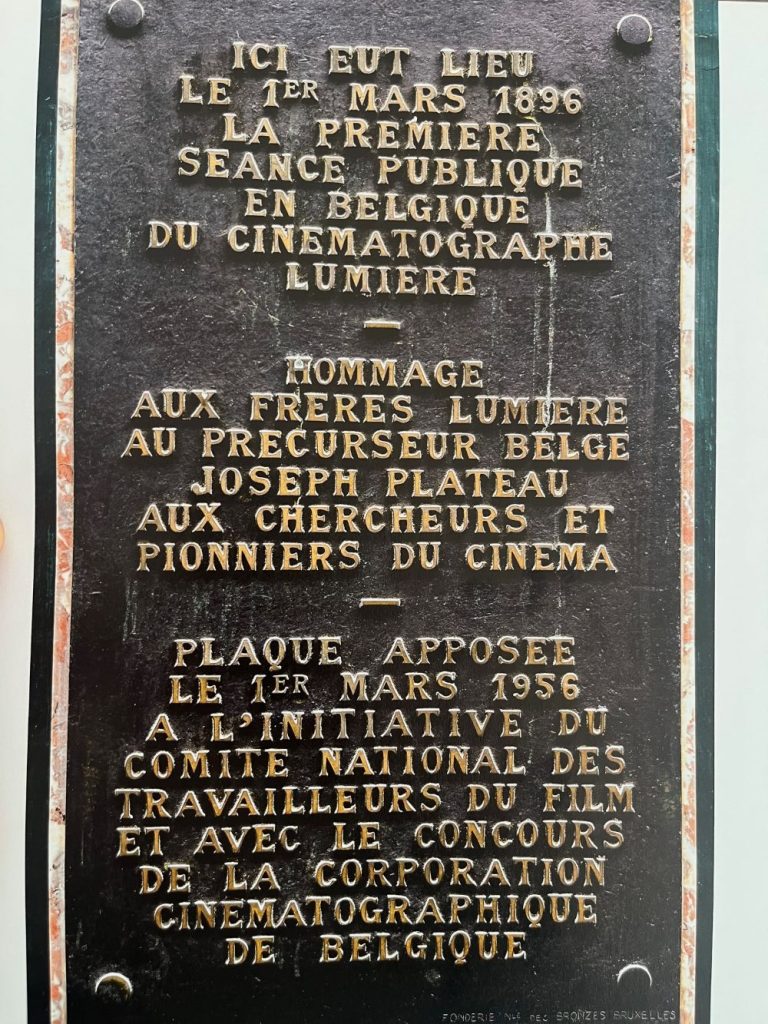 ICI EUT LIEU
LE 1ER MARS 1896
LA PREMIERE
SEANCE PUBLIQUE
EN BELGIQUE
DU CINEMATOGRAPHE
LUMIERE
—
HOMMAGE
AUX FRERES LUMIERE
AU PRECURSEUR BELGE
JOSEPH PLATEAU
AUX CHERCHEURS ET
PIONNIERS DU CINEMA
—
PLAQUE APPOSEE
LE 1ER MARS 1956
A L'INITIATIVE DU
COMITE NATIONAL DES
TRAVAILLEURS DU FILM
ET AVEC LE CONCOURS
DE LA CORPORATION
CINEMATOGRAPHIQUE
DE BELGIQUE
FONDERIE NLE DES BRONZES BRUXELLES